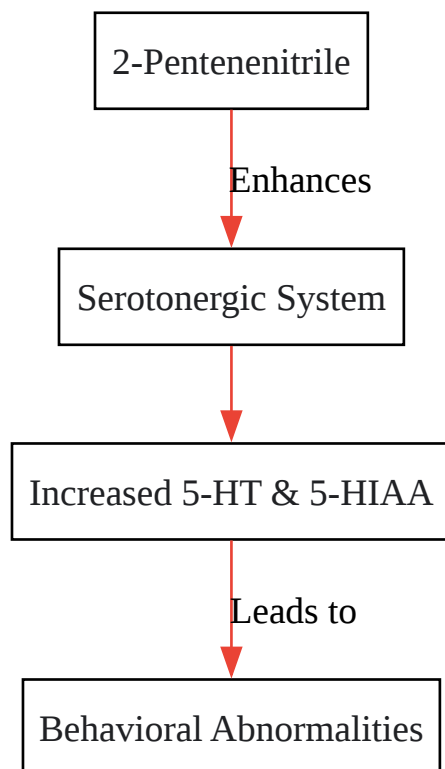 2-Pentenenitrile
Enhances
Serotonergic System
Increased 5-HT & 5-HIAA
Leads to
Behavioral Abnormalities